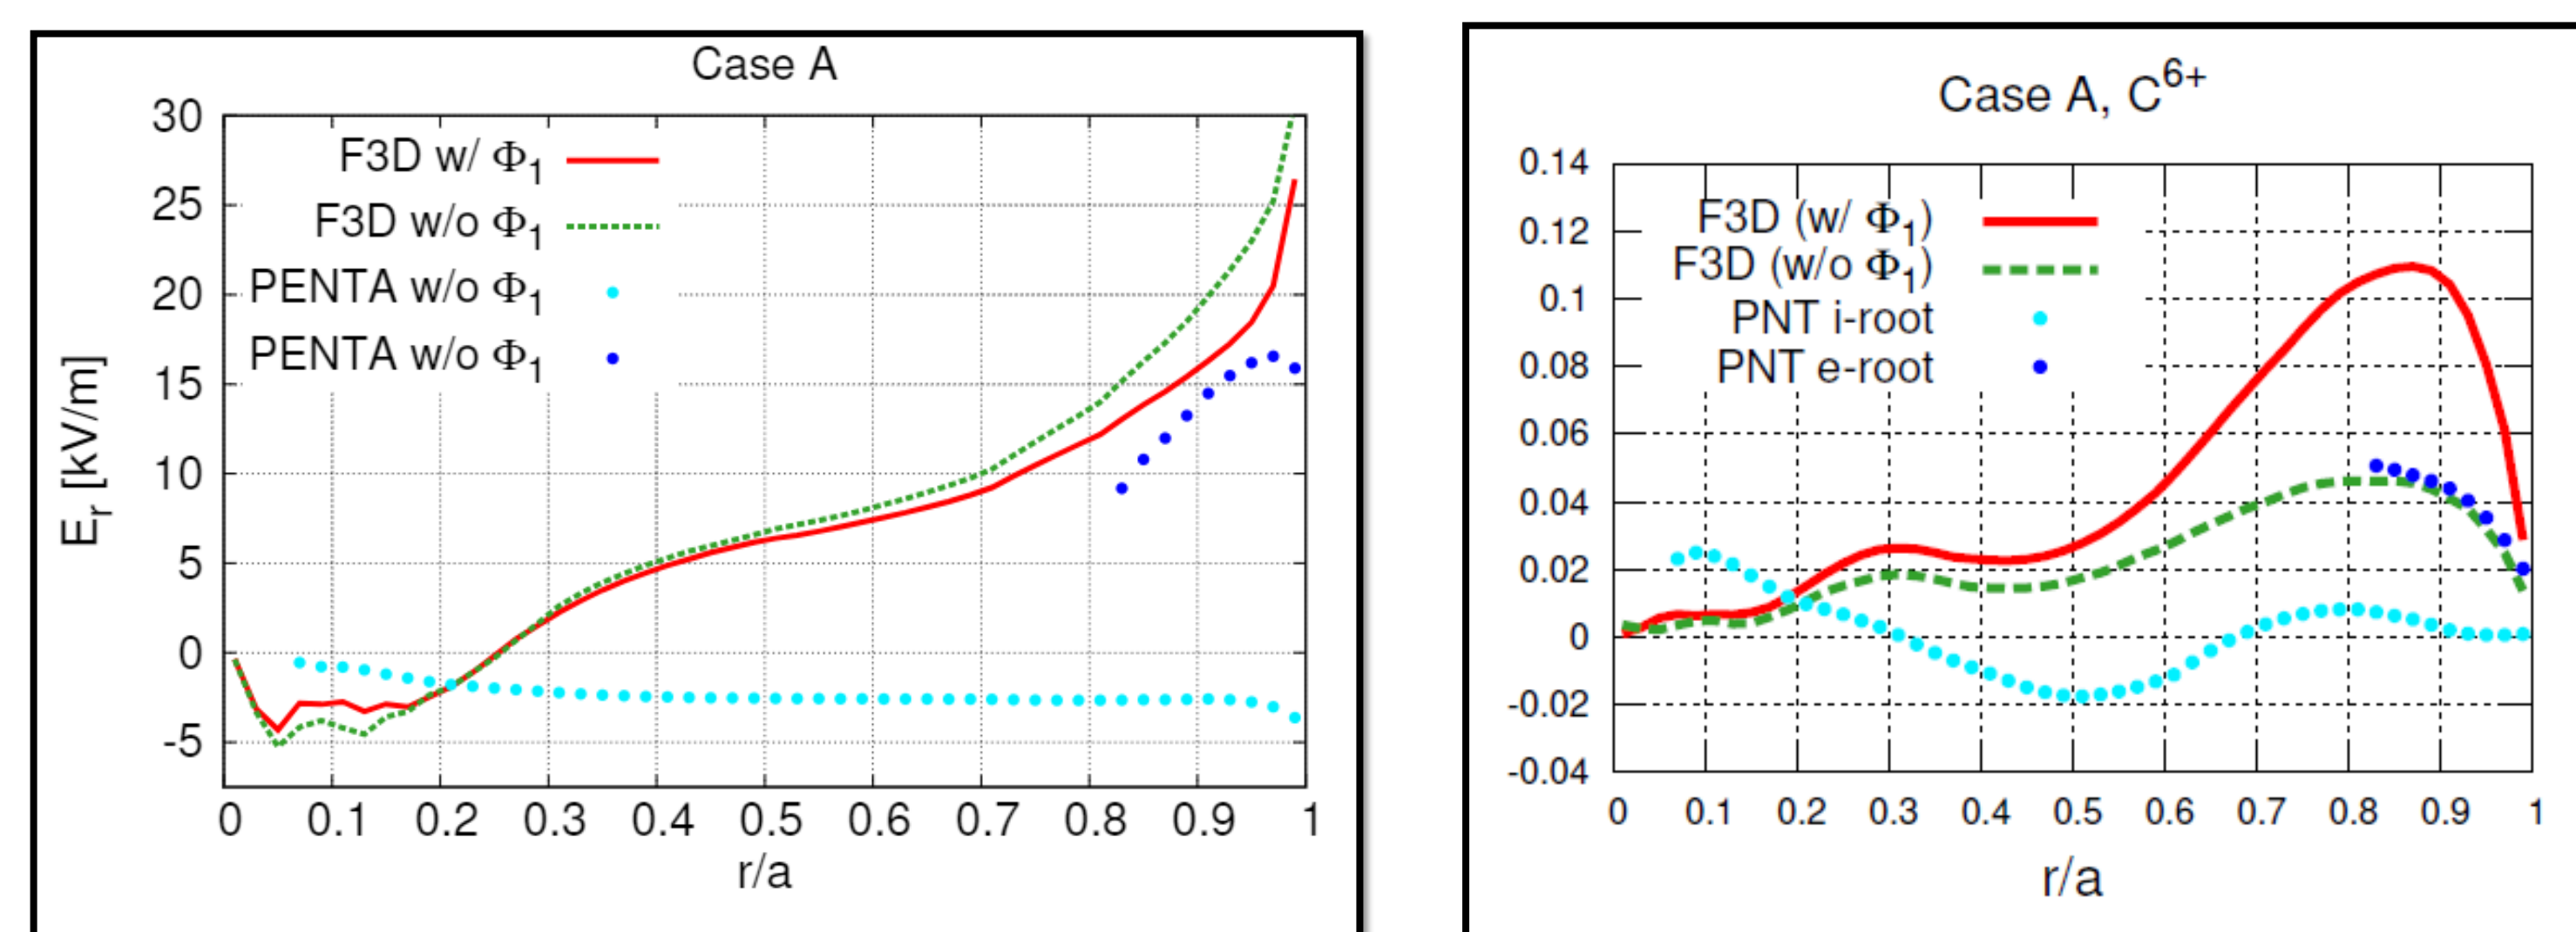 Case A
30
25
20
15
10
5
0
-5
E_r [kV/m]
F3D w/ Φ₁
F3D w/o Φ₁
PENTA w/o Φ₁
PENTA w/o Φ₁
0 0.1 0.2 0.3 0.4 0.5 0.6 0.7 0.8 0.9 1
r/a
Case A, C⁶⁺
0.14
0.12
0.1
0.08
0.06
0.04
0.02
0
-0.02
-0.04
F3D (w/ Φ₁)
F3D (w/o Φ₁)
PNT i-root
PNT e-root
0 0.1 0.2 0.3 0.4 0.5 0.6 0.7 0.8 0.9 1
r/a